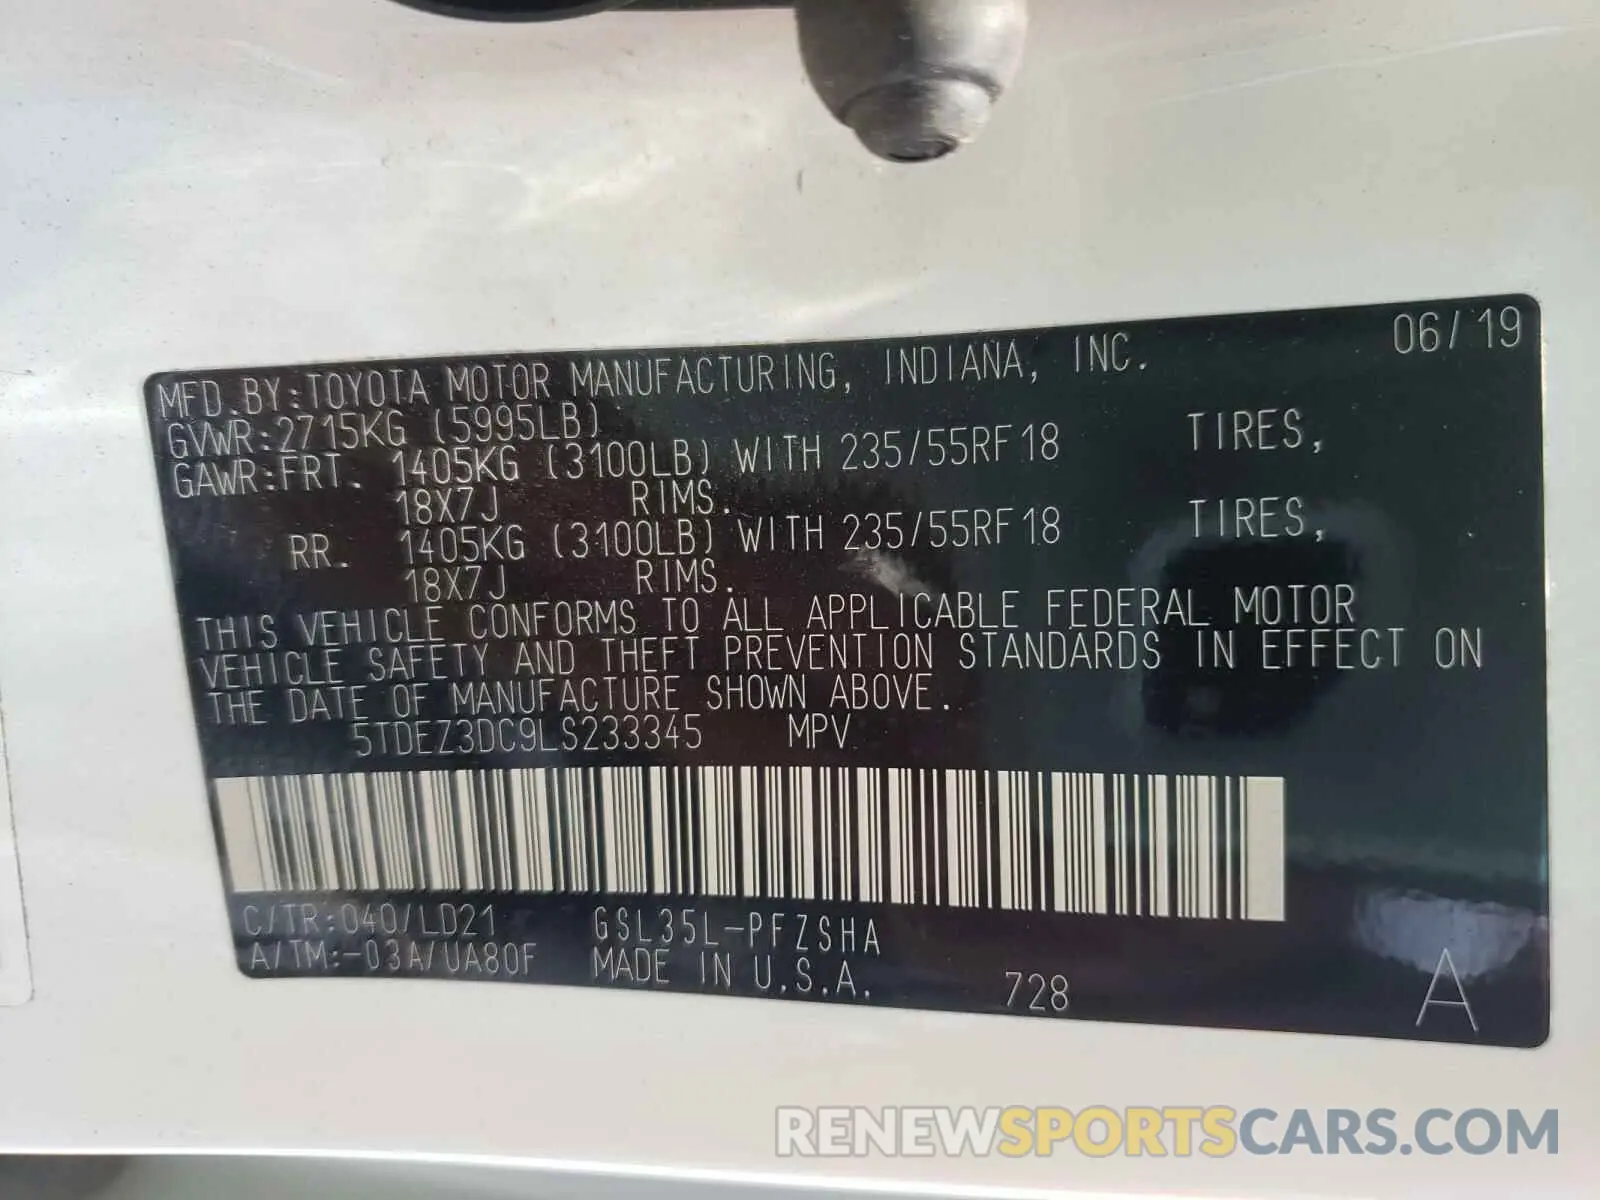 06/19
MFD. BY: TOYOTA MOTOR MANUFACTURING, INDIANA, INC.
GVWR: 2715KG (5995LB)
GAWR: FRT. 1405KG (3100LB) WITH 235/55RF18 TIRES,
18X7J RIMS.
RR. 1405KG (3100LB) WITH 235/55RF18 TIRES,
18X7J RIMS.
THIS VEHICLE CONFORMS TO ALL APPLICABLE FEDERAL MOTOR
VEHICLE SAFETY AND THEFT PREVENTION STANDARDS IN EFFECT ON
THE DATE OF MANUFACTURE SHOWN ABOVE.
5TDEZ3DC9LS233345 MPV
C/TR: 040/LD21 GSL35L-PFZSHA
A/TM:-03A/UA80F MADE IN U.S.A. 728 A
RENEWSPORTSCARS.COM